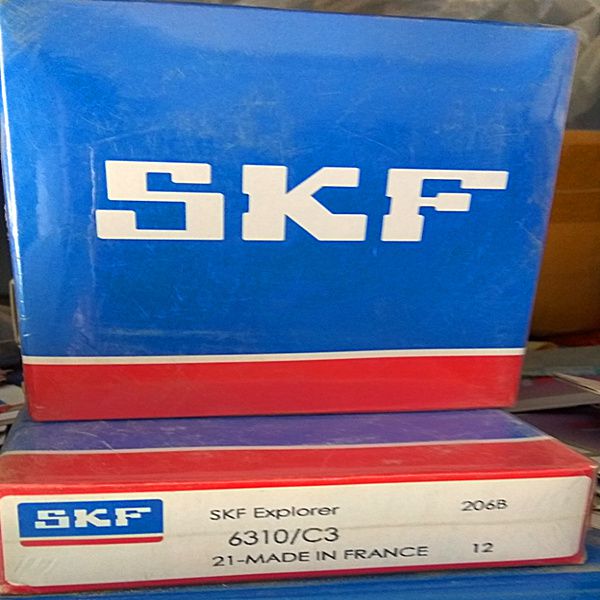 SKF
SKF
SKF Explorer 206B
6310/C3
21-MADE IN FRANCE 12